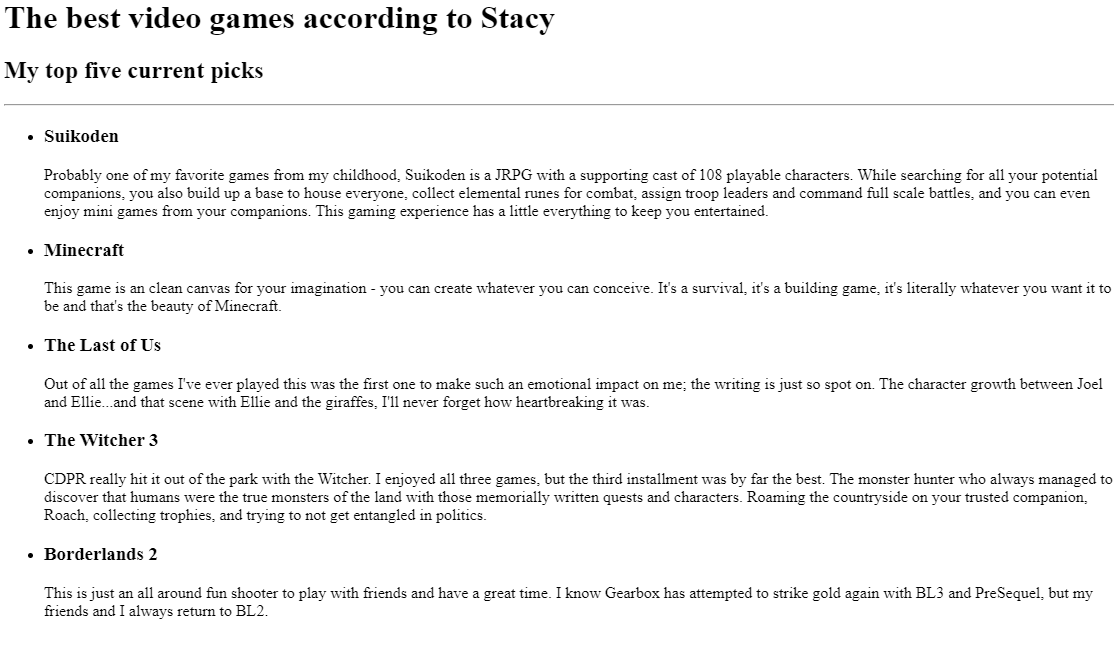 The best video games according to Stacy
My top five current picks
• Suikoden
Probably one of my favorite games from my childhood, Suikoden is a JRPG with a supporting cast of 108 playable characters. While searching for all your potential
companions, you also build up a base to house everyone, collect elemental runes for combat, assign troop leaders and command full scale battles, and you can even
enjoy mini games from your companions. This gaming experience has a little everything to keep you entertained.
• Minecraft
This game is an clean canvas for your imagination - you can create whatever you can conceive. It's a survival, it's a building game, it's literally whatever you want it to
be and that's the beauty of Minecraft.
• The Last of Us
Out of all the games I've ever played this was the first one to make such an emotional impact on me; the writing is just so spot on. The character growth between Joel
and Ellie...and that scene with Ellie and the giraffes, I'll never forget how heartbreaking it was.
• The Witcher 3
CDPR really hit it out of the park with the Witcher. I enjoyed all three games, but the third installment was by far the best. The monster hunter who always managed to
discover that humans were the true monsters of the land with those memorially written quests and characters. Roaming the countryside on your trusted companion,
Roach, collecting trophies, and trying to not get entangled in politics.
• Borderlands 2
This is just an all around fun shooter to play with friends and have a great time. I know Gearbox has attempted to strike gold again with BL3 and PreSequel, but my
friends and I always return to BL2.